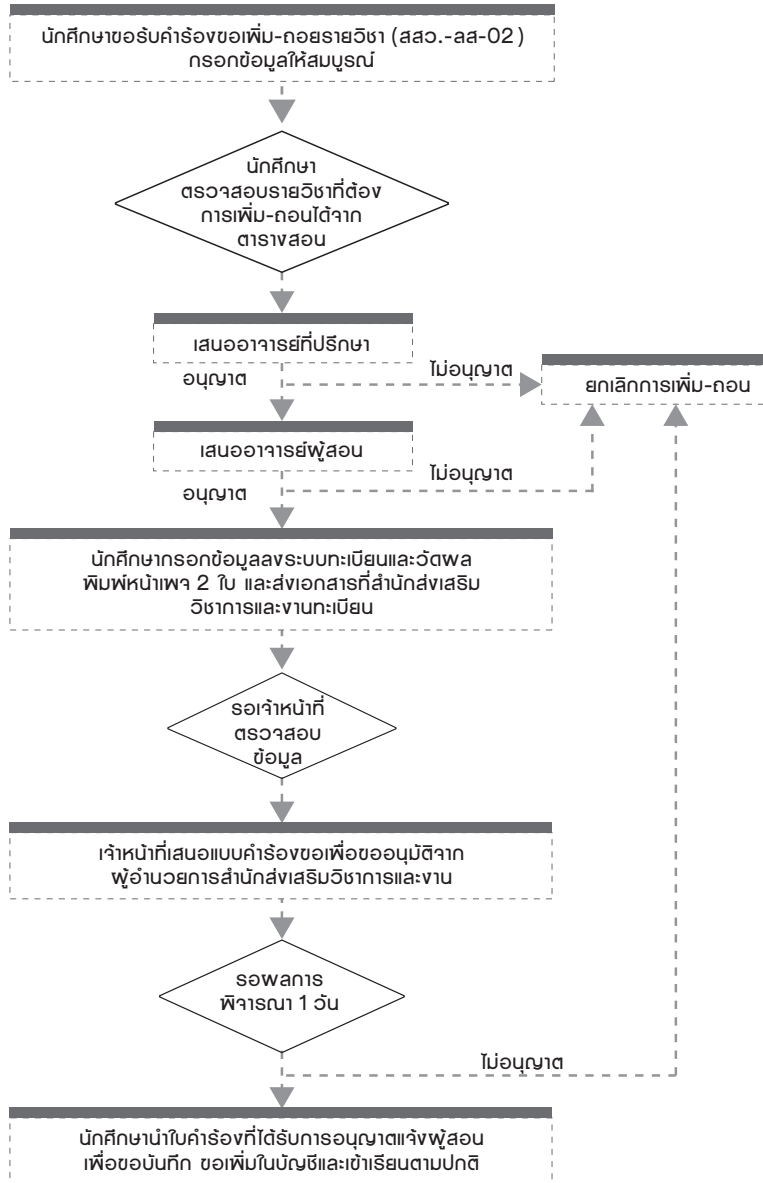 นักศึกษาขอรับคำร้องขอเพิ่ม-ถอยรายวิชา (สสว.-ลส-02)
กรอกข้อมูลให้สมบูรณ์
นักศึกษา
ตรวจสอบรายวิชาที่ต้อง
การเพิ่ม-ถอนได้จาก
ตารางสอน
เสนออาจารย์ที่ปรึกษา
อนุญาต
ไม่อนุญาต
ยกเลิกการเพิ่ม-ถอน
เสนออาจารย์ผู้สอน
อนุญาต
ไม่อนุญาต
นักศึกษากรอกข้อมูลลงระบบทะเบียนและวัดผล
พิมพ์หน้าเพจ 2 ใบ และส่งเอกสารที่สำนักส่งเสริม
วิชาการและงานทะเบียน
รอเจ้าหน้าที่
ตรวจสอบ
ข้อมูล
เจ้าหน้าที่เสนอแบบคำร้องขอเพื่อขออนุมัติจาก
ผู้อำนวยการสำนักส่งเสริมวิชาการและงาน
รอผลการ
พิจารณา 1 วัน
ไม่อนุญาต
นักศึกษานำใบคำร้องที่ได้รับการอนุญาตแจ้งผู้สอน
เพื่อขอบันทึก ขอเพิ่มในบัญชีและเข้าเรียนตามปกติ